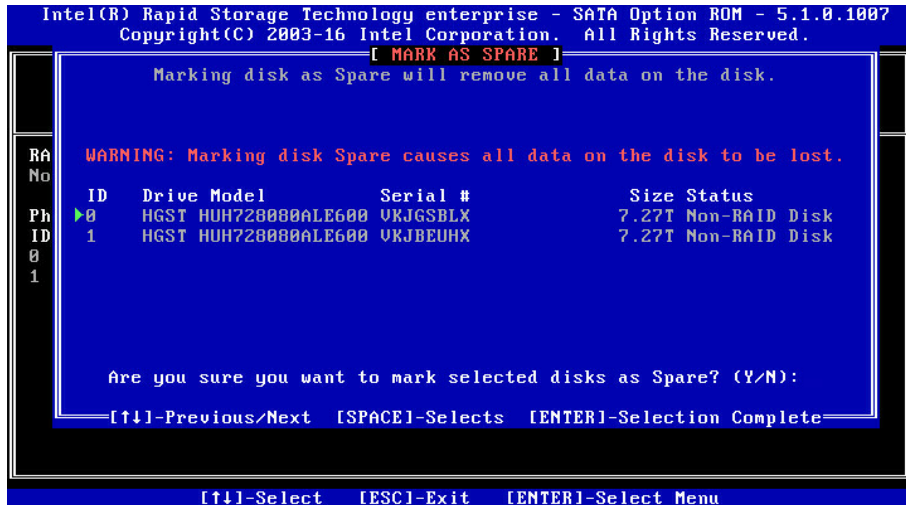 Intel(R) Rapid Storage Technology enterprise - SATA Option ROM - 5.1.0.1007
Copyright(C) 2003-16 Intel Corporation. All Rights Reserved.
[ MARK AS SPARE ]
Marking disk as Spare will remove all data on the disk.
WARNING: Marking disk Spare causes all data on the disk to be lost.
RA
No
ID Drive Model Serial # Size Status
Ph 0 HGST HUH728080ALE600 VKJGSBLX 7.27T Non-RAID Disk
ID 1 HGST HUH728080ALE600 VKJBEUHX 7.27T Non-RAID Disk
0
1
Are you sure you want to mark selected disks as Spare? (Y/N):
[↑↓]-Previous/Next [SPACE]-Selects [ENTER]-Selection Complete
[↑↓]-Select [ESC]-Exit [ENTER]-Select Menu